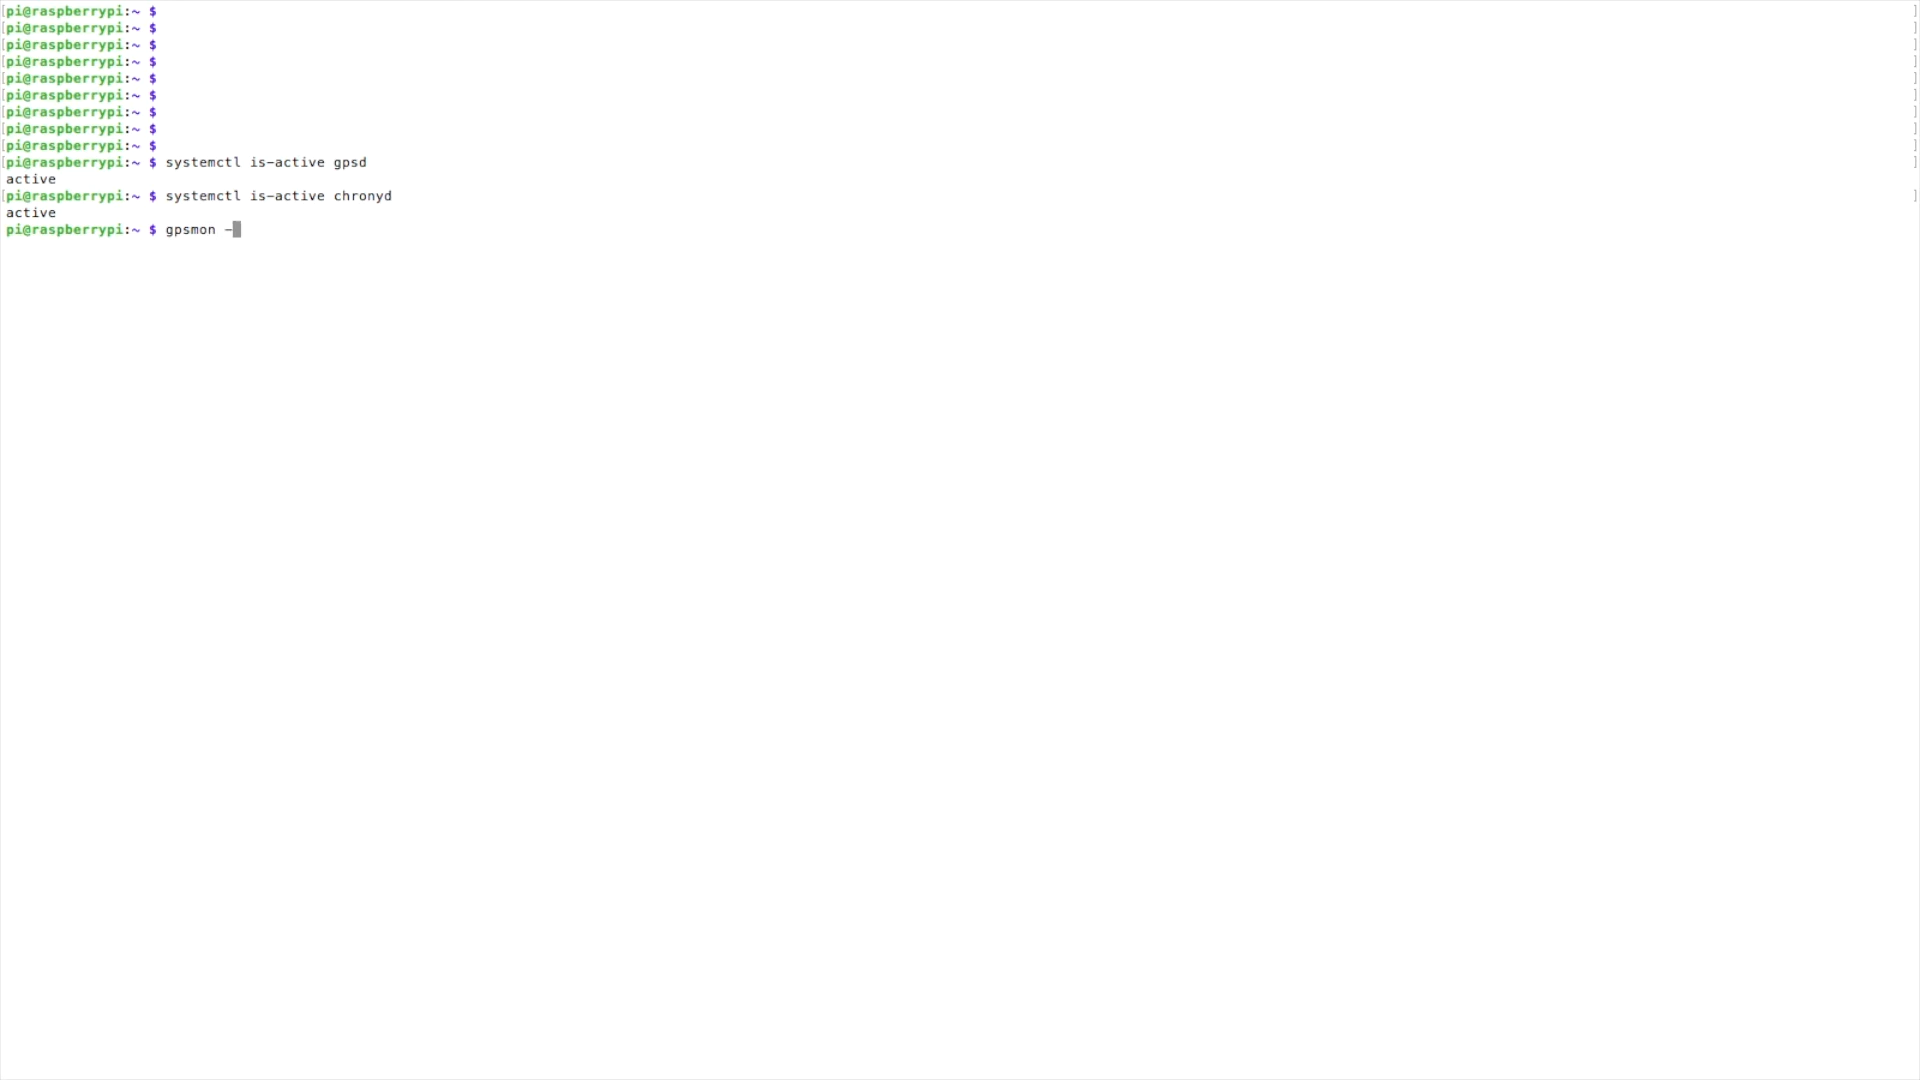 [pi@raspberrypi:~ $ ]
[pi@raspberrypi:~ $ ]
[pi@raspberrypi:~ $ ]
[pi@raspberrypi:~ $ ]
[pi@raspberrypi:~ $ ]
[pi@raspberrypi:~ $ ]
[pi@raspberrypi:~ $ ]
[pi@raspberrypi:~ $ ]
[pi@raspberrypi:~ $ ]
[pi@raspberrypi:~ $ systemctl is-active gpsd ]
active
[pi@raspberrypi:~ $ systemctl is-active chronyd ]
active
pi@raspberrypi:~ $ gpsmon -